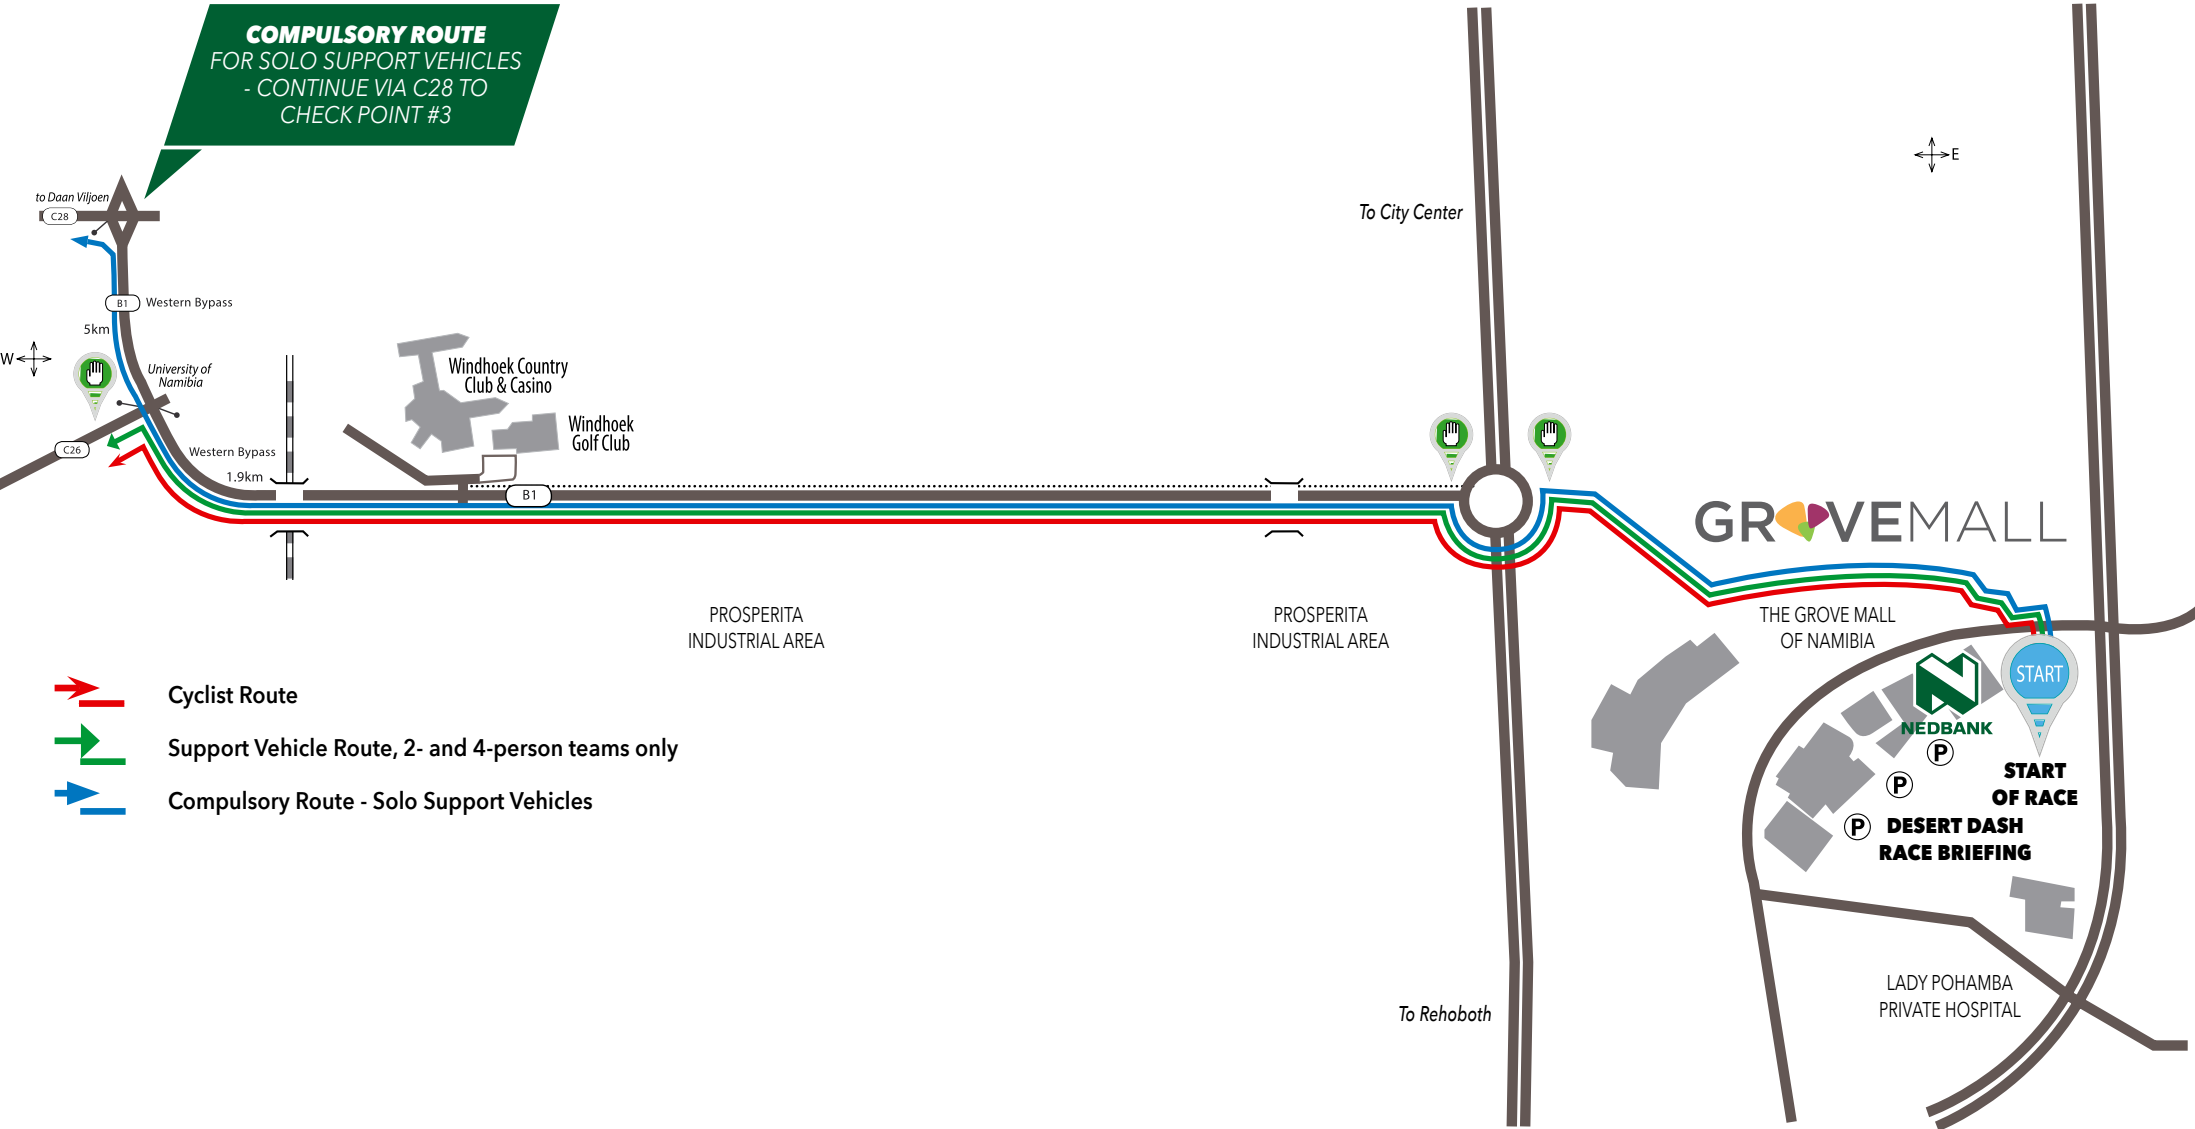 COMPULSORY ROUTE
FOR SOLO SUPPORT VEHICLES
- CONTINUE VIA C28 TO
CHECK POINT #3
E
to Daan Viljoen
C28
To City Center
B1
Western Bypass
5km
W
University of
Namibia
Windhoek Country
Club & Casino
Windhoek
Golf Club
C26
Western Bypass
1.9km
B1
GROVEMALL
PROSPERITA
INDUSTRIAL AREA
PROSPERITA
INDUSTRIAL AREA
THE GROVE MALL
OF NAMIBIA
START
NEDBANK
P
P
P
START
OF RACE
DESERT DASH
RACE BRIEFING
Cyclist Route
Support Vehicle Route, 2- and 4-person teams only
Compulsory Route - Solo Support Vehicles
LADY POHAMBA
PRIVATE HOSPITAL
To Rehoboth